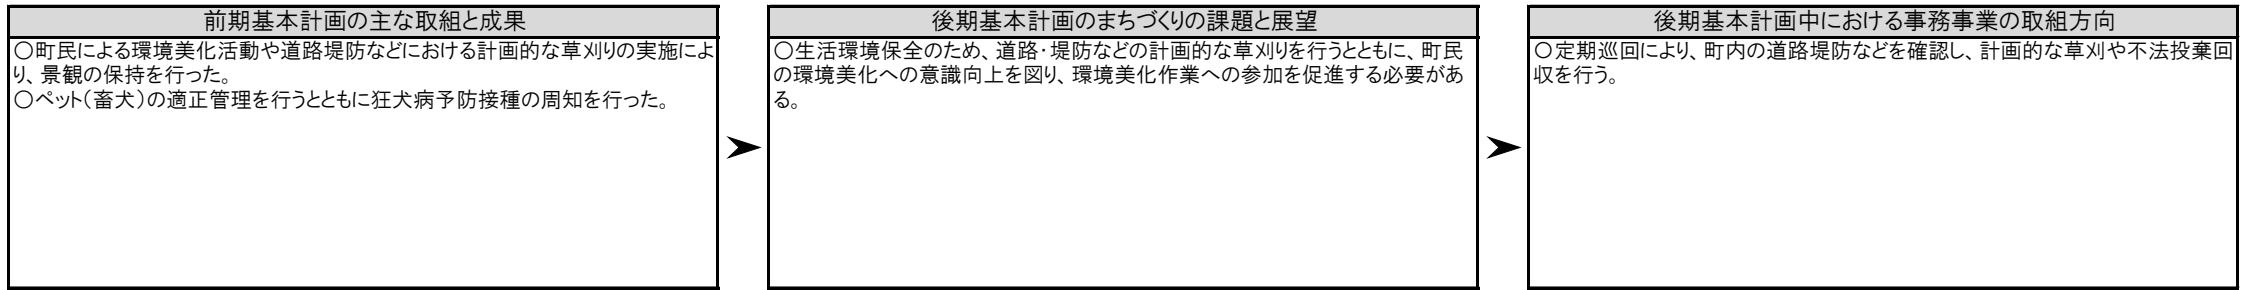 前期基本計画の主な取組と成果
〇町民による環境美化活動や道路堤防などにおける計画的な草刈りの実施によ
り、景観の保持を行った。
〇ペット（畜犬）の適正管理を行うとともに狂犬病予防接種の周知を行った。
後期基本計画のまちづくりの課題と展望
〇生活環境保全のため、道路・堤防などの計画的な草刈りを行うとともに、町民
の環境美化への意識向上を図り、環境美化作業への参加を促進する必要があ
る。
後期基本計画中における事務事業の取組方向
〇定期巡回により、町内の道路堤防などを確認し、計画的な草刈や不法投棄回
収を行う。